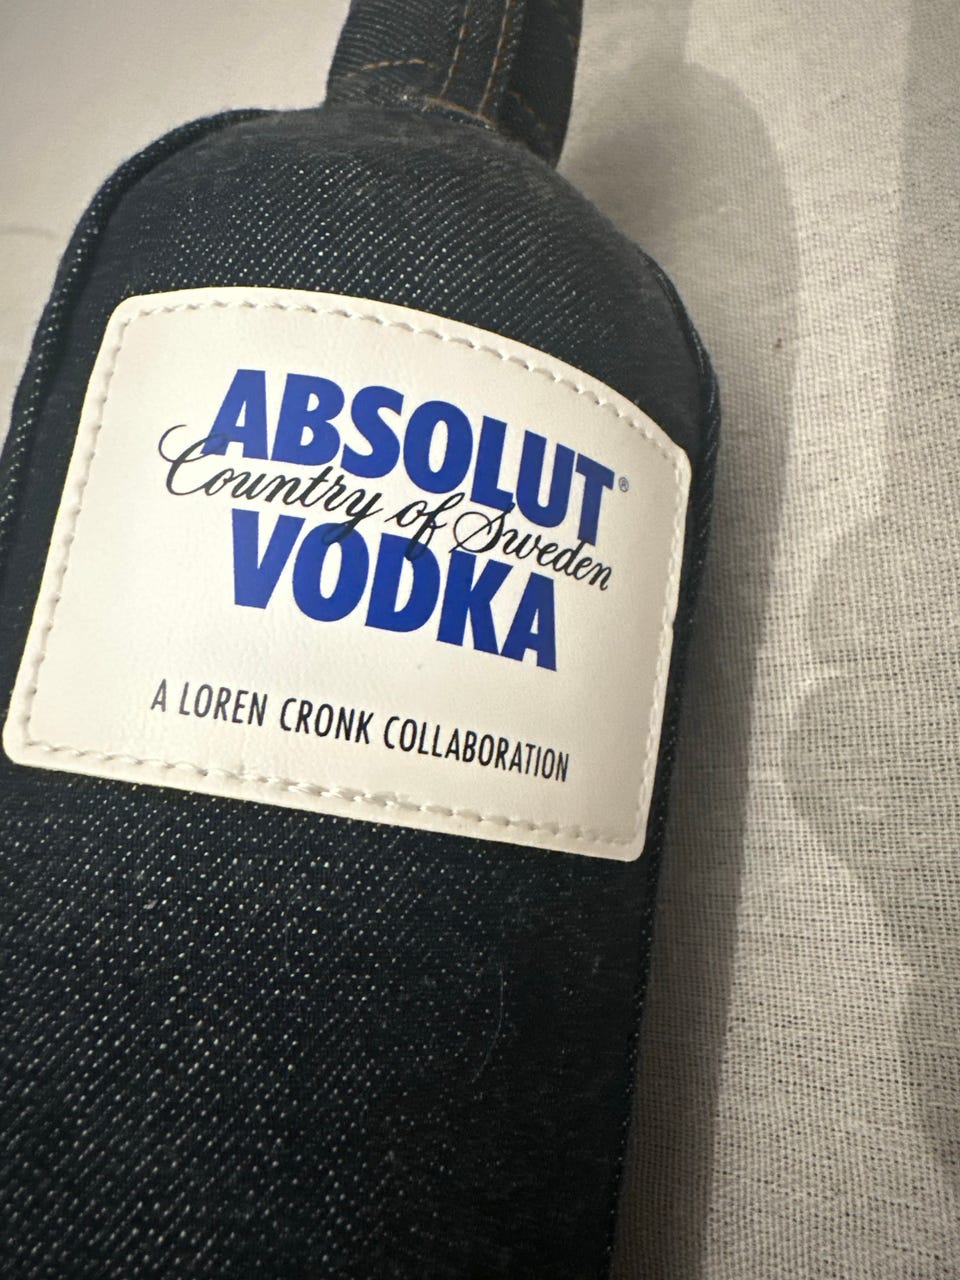 ABSOLUT®
Country of Sweden
VODKA
A LOREN CRONK COLLABORATION